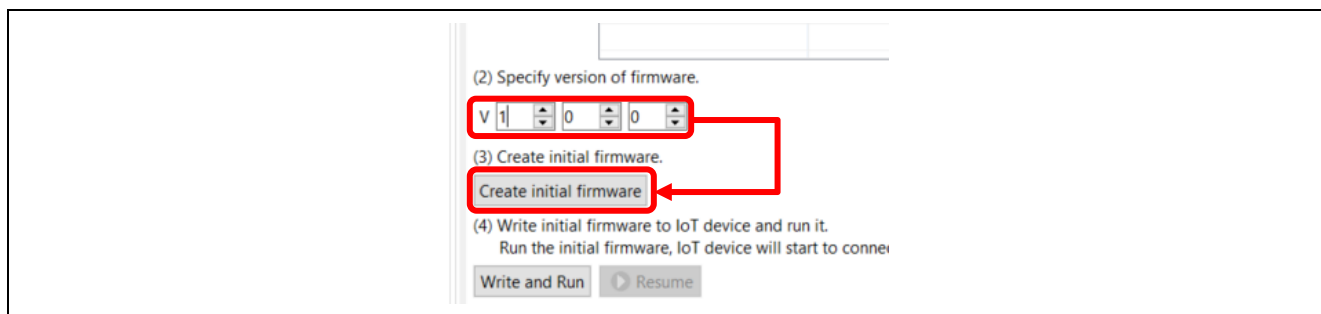 (2) Specify version of firmware.
V 1 0 0
(3) Create initial firmware.
Create initial firmware
(4) Write initial firmware to IoT device and run it.
Run the initial firmware, IoT device will start to conne
Write and Run Resume